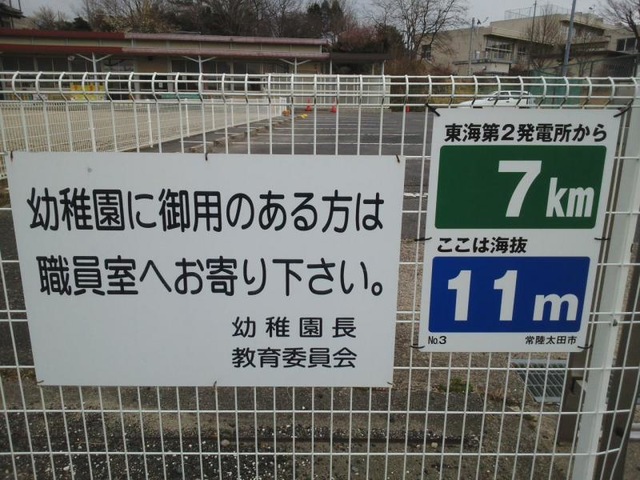 幼稚園に御用のある方は
職員室へお寄り下さい。
幼稚園長
教育委員会
東海第2発電所から
7km
ここは海抜
11m
No.3 常陸太田市